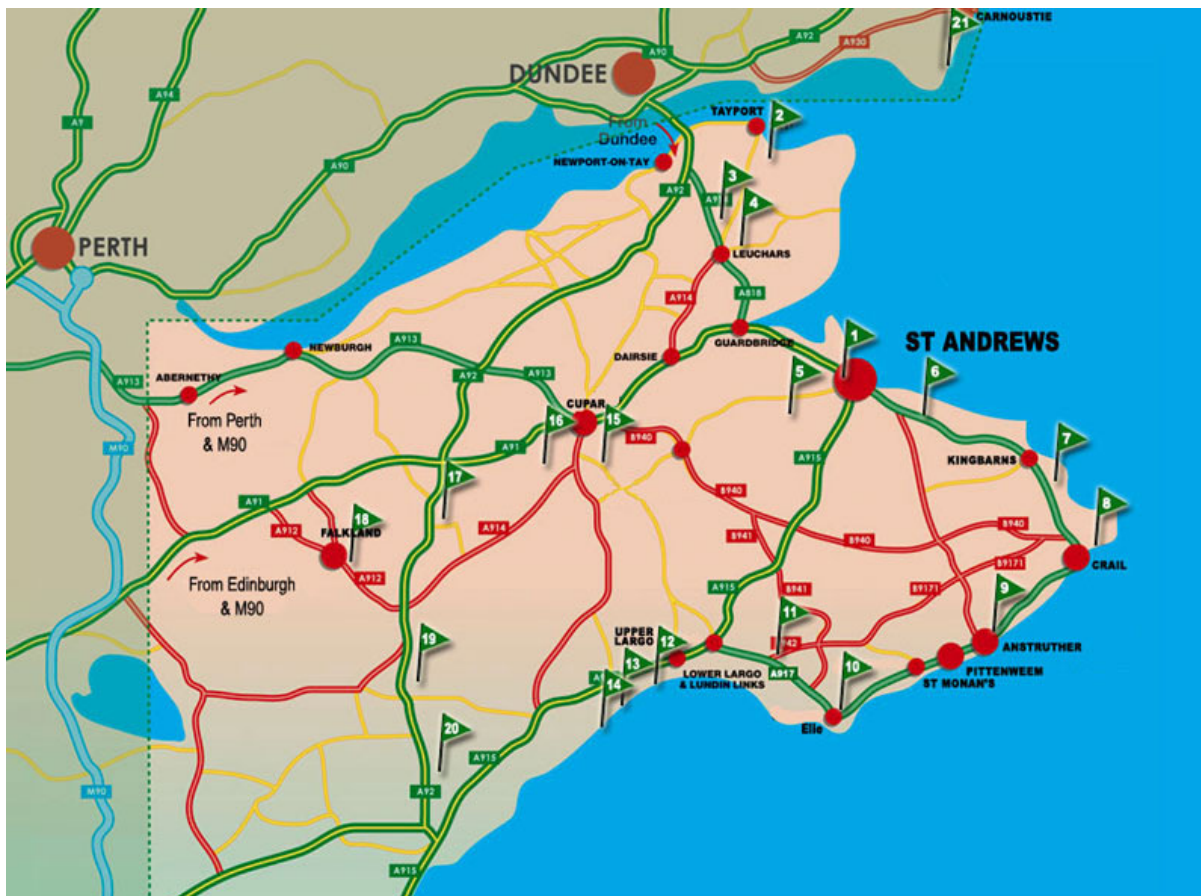 21
CARNOUSTIE
A92
A930
A90
DUNDEE
A94
A9
TAYPORT
2
From
Dundee
NEWPORT-ON-TAY
A90
A92
3
4
PERTH
LEUCHARS
A914
A818
GUARDBRIDGE
1
ST ANDREWS
A913
NEWBURGH
DAIRSIE
5
6
A913
ABERNETHY
A92
A913
CUPAR
From Perth
& M90
16
15
B940
M90
A91
A915
KINGBARNS
7
17
B940
A91
8
18
A912
FALKLAND
A914
B941
B940
B940
A912
CRAIL
From Edinburgh
& M90
A915
B941
B9171
B9171
9
11
19
UPPER
LARGO
12
13
ANSTRUTHER
PITTENWEEM
ST MONAN'S
LOWER LARGO
& LUNDIN LINKS
A917
10
14
Elie
20
A915
M90
A92
A915